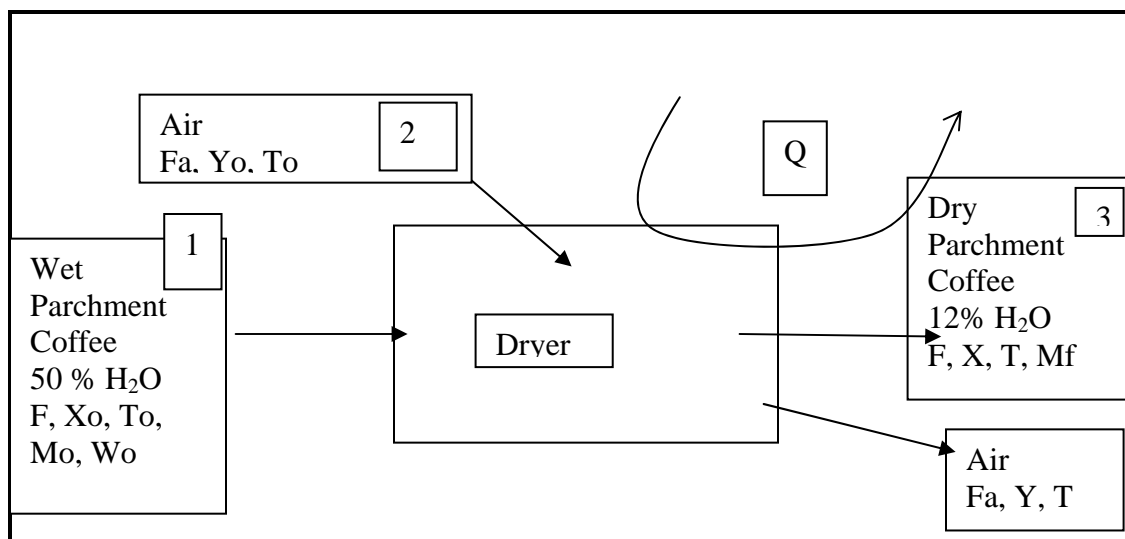 Air
Fa, Yo, To
2
Q
1
Wet
Parchment
Coffee
50 % H₂O
F, Xo, To,
Mo, Wo
Dryer
Dry
Parchment
Coffee
12% H₂O
F, X, T, Mf
3
Air
Fa, Y, T